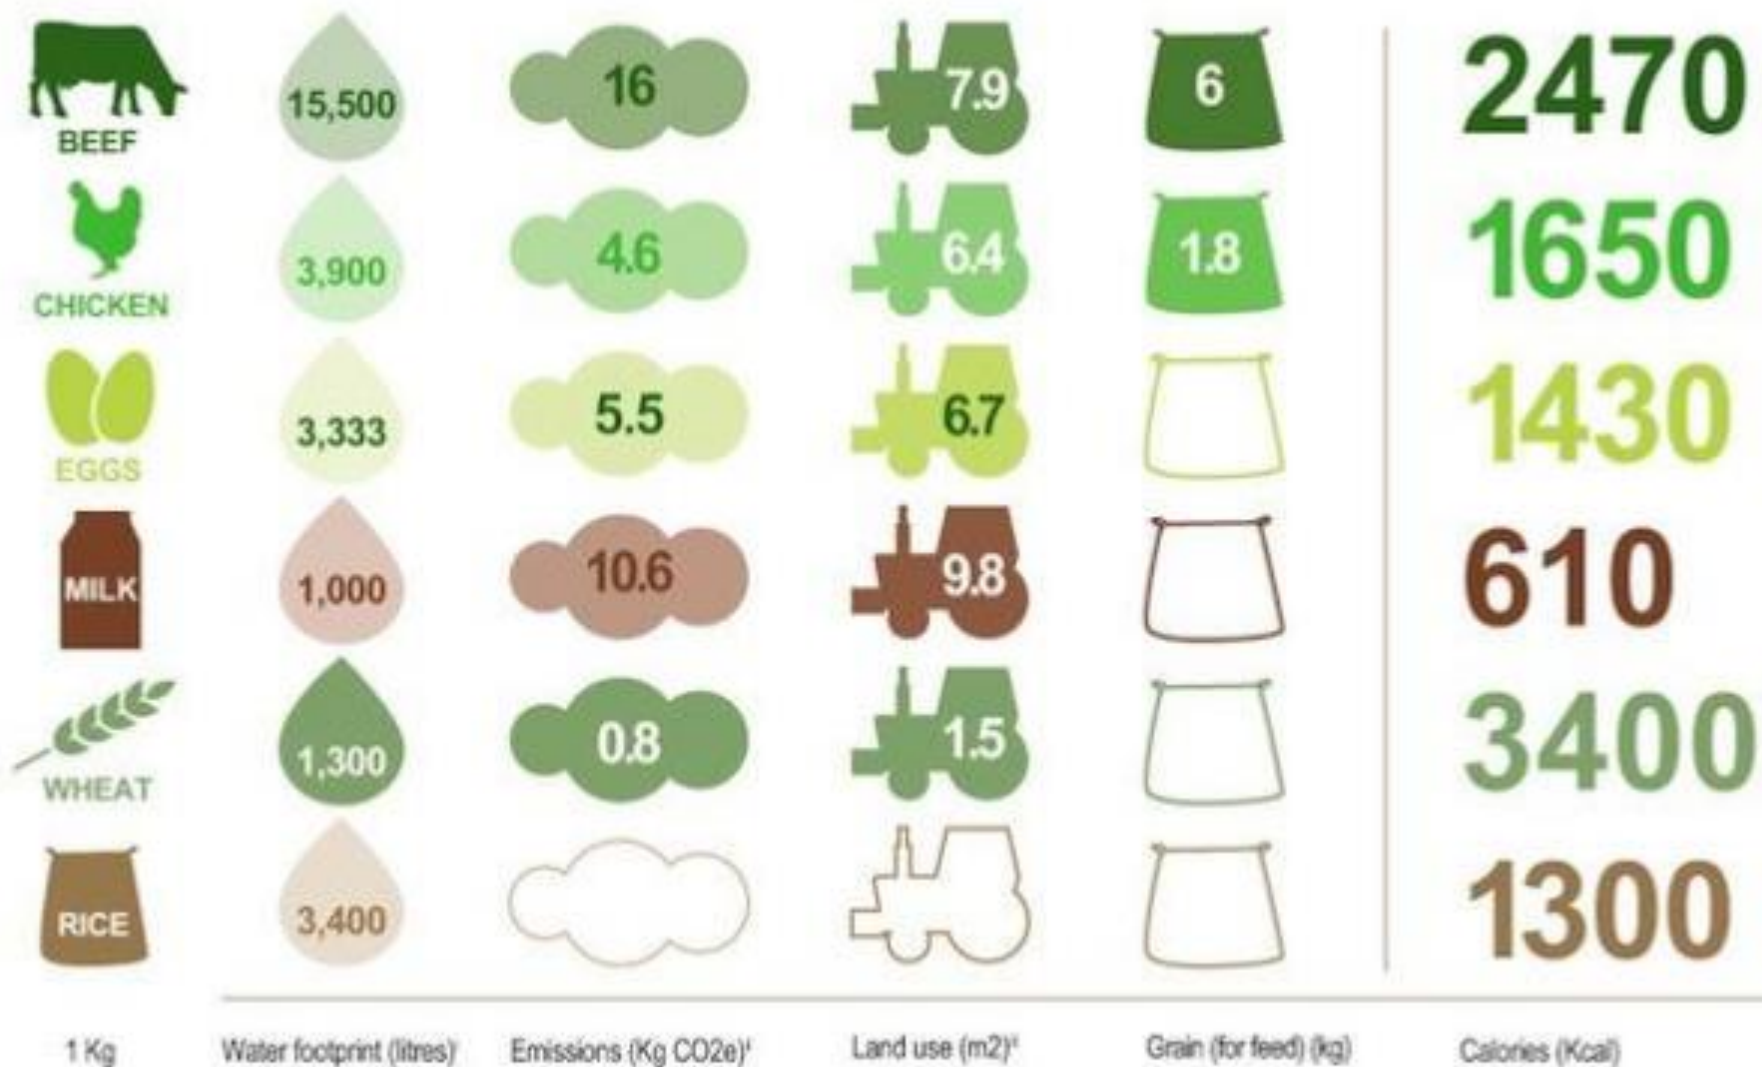 15,500 16 7.9 6 2470
BEEF
3,900 4.6 6.4 1.8 1650
CHICKEN
3,333 5.5 6.7 1430
EGGS
MILK 1,000 10.6 9.8 610
1,300 0.8 1.5 3400
WHEAT
RICE 3,400 1300
1 Kg Water footprint (litres) Emissions (Kg CO2e) Land use (m2) Grain (for feed) (kg) Calories (Kcal)